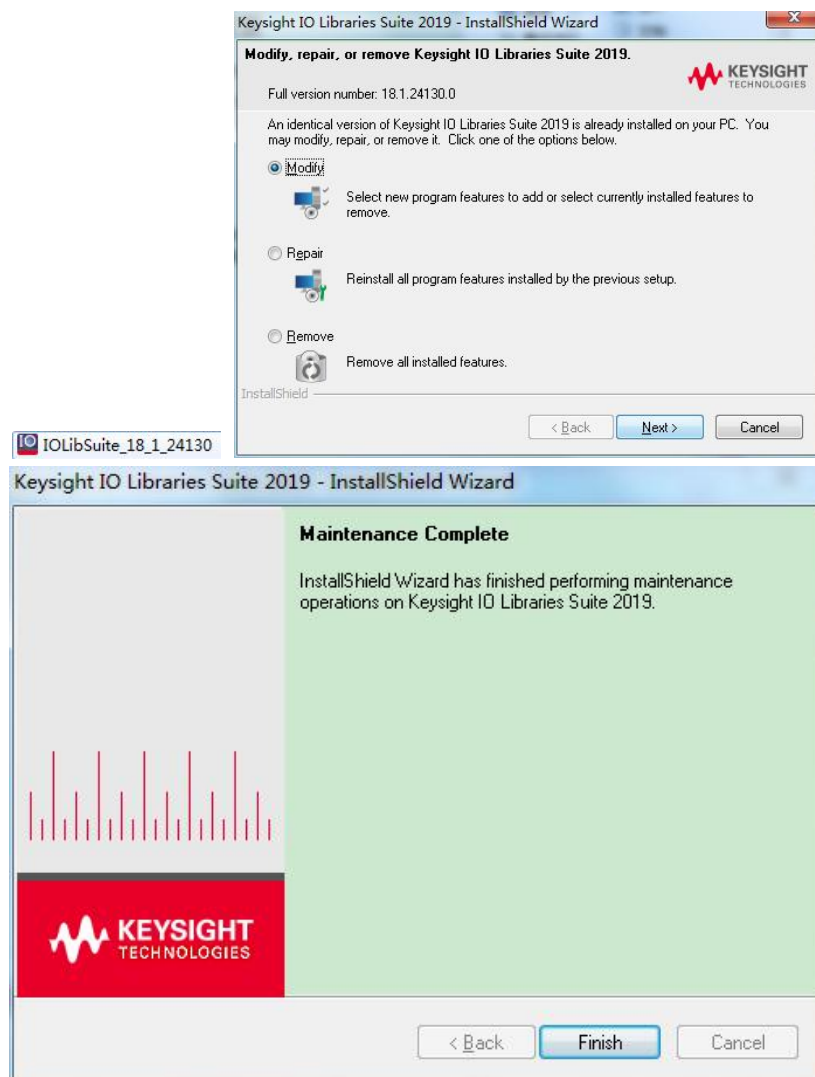 Keysight IO Libraries Suite 2019 - InstallShield Wizard
Modify, repair, or remove Keysight IO Libraries Suite 2019.
KEYSIGHT
TECHNOLOGIES
Full version number: 18.1.24130.0
An identical version of Keysight IO Libraries Suite 2019 is already installed on your PC. You
may modify, repair, or remove it. Click one of the options below.
Modify
Select new program features to add or select currently installed features to
remove.
Repair
Reinstall all program features installed by the previous setup.
Remove
Remove all installed features.
InstallShield
< Back
Next >
Cancel
IO
IOLibSuite_18_1_24130
Keysight IO Libraries Suite 2019 - InstallShield Wizard
Maintenance Complete
InstallShield Wizard has finished performing maintenance
operations on Keysight IO Libraries Suite 2019.
KEYSIGHT
TECHNOLOGIES
< Back
Finish
Cancel